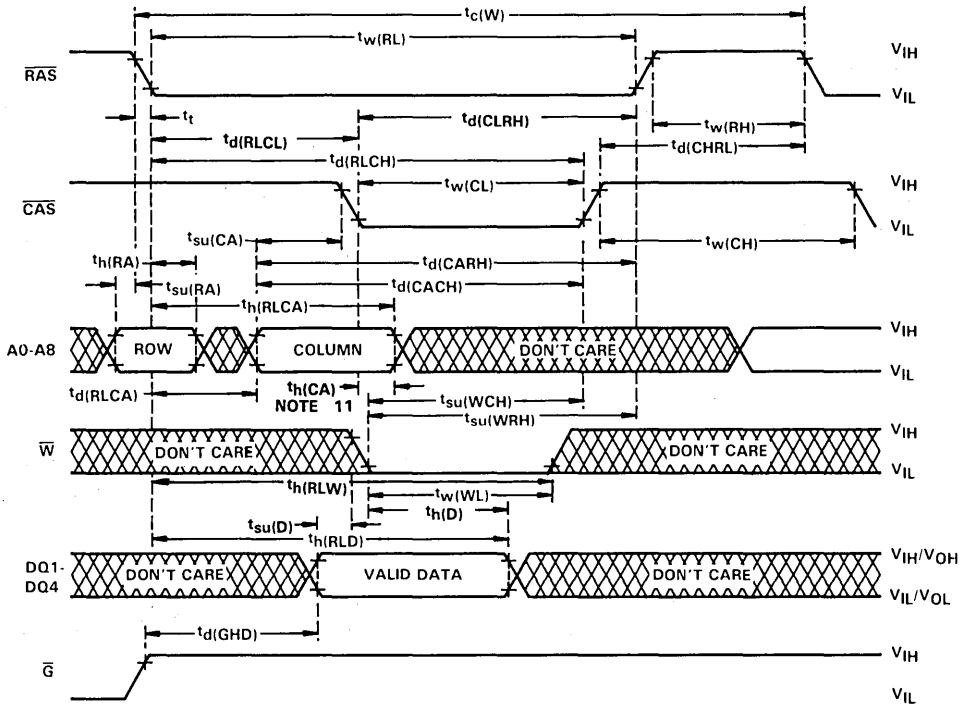 tc(W)
tw(RL)
VIH
RAS
VIL
tt
td(CLRH)
td(RLCL)
tw(RH)
td(RLCH)
td(CHRL)
tw(CL)
VIH
CAS
VIL
tsu(CA)
tw(CH)
th(RA)
td(CARH)
tsu(RA)
td(CACH)
th(RLCA)
VIH
A0-A8
ROW
COLUMN
DON'T CARE
VIL
td(RLCA)
th(CA)
NOTE 11
tsu(WCH)
tsu(WRH)
VIH
W
DON'T CARE
DON'T CARE
VIL
th(RLW)
tw(WL)
th(D)
tsu(D)
th(RLD)
VIH/VOH
DQ1-
DQ4
DON'T CARE
VALID DATA
DON'T CARE
VIL/VOL
td(GHD)
VIH
G
VIL